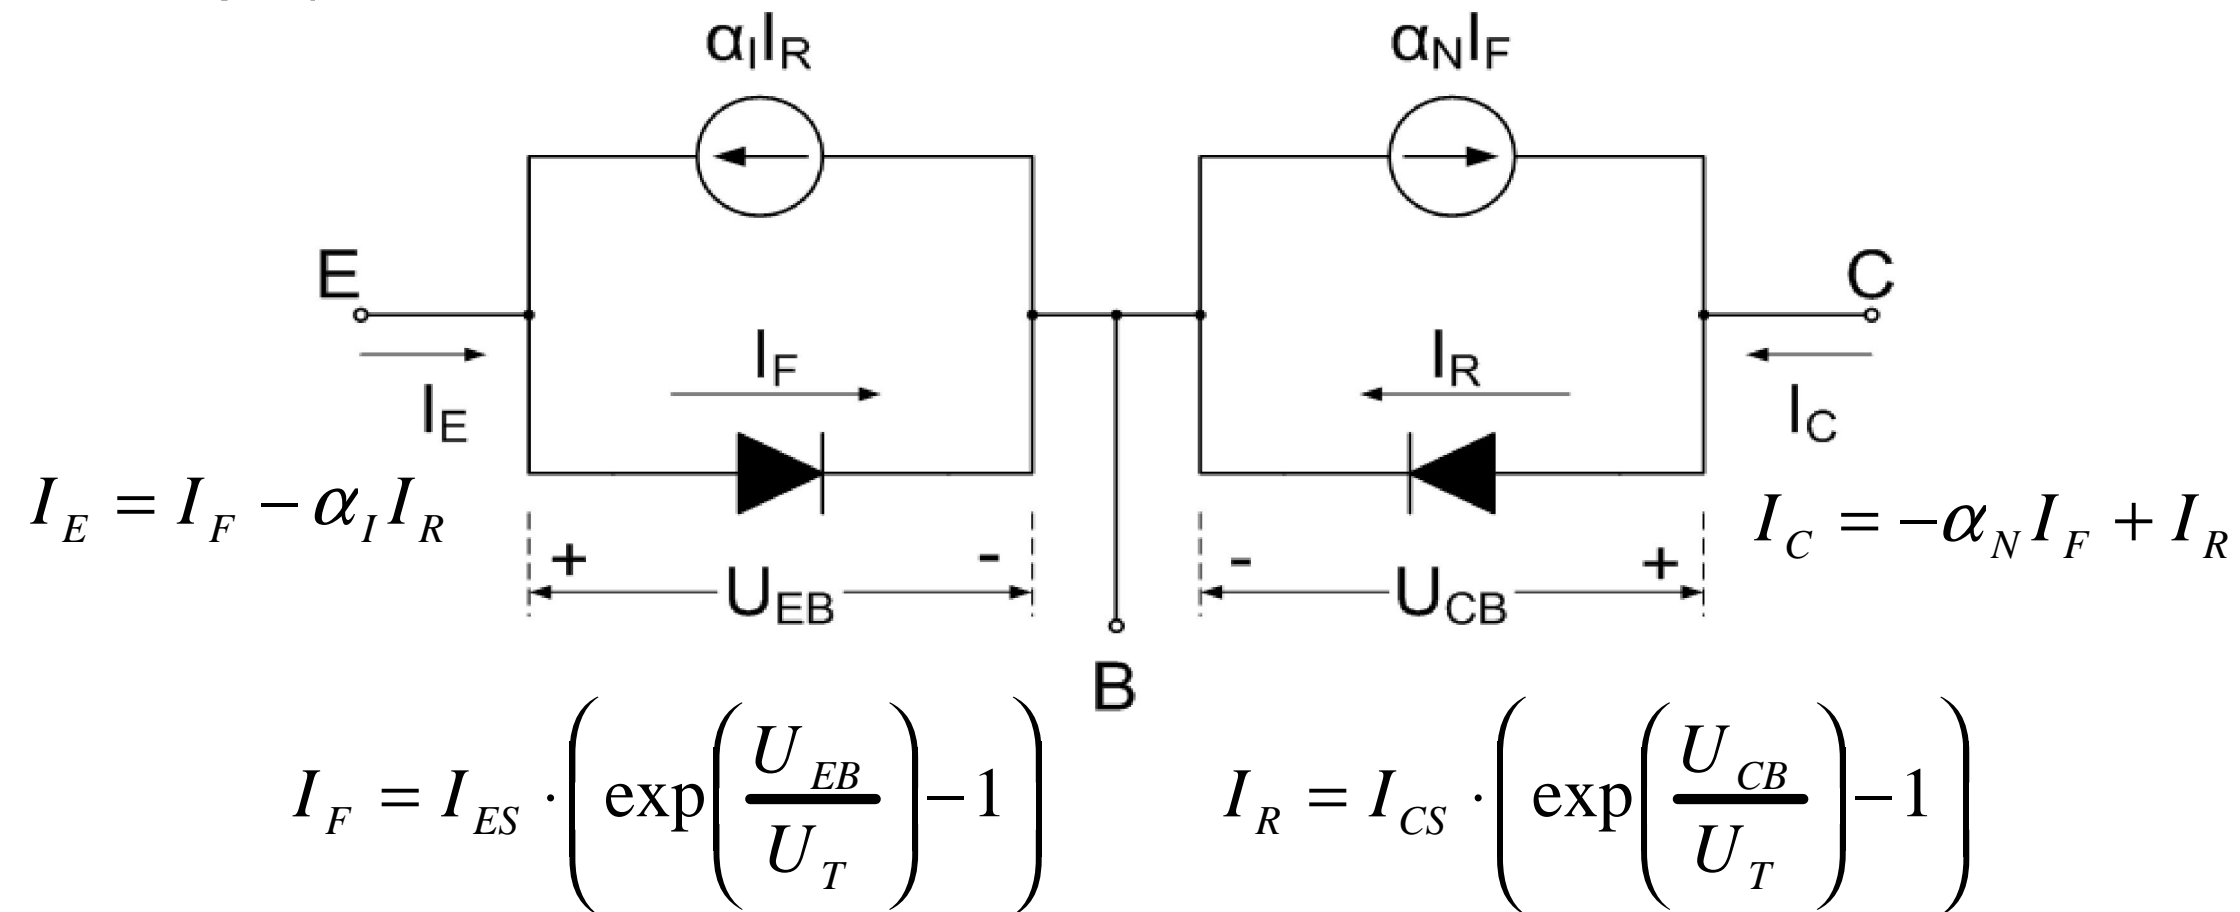 α_I I_R α_N I_F
E C
I_F I_R
I_E I_C
I_E = I_F − α_I I_R I_C = −α_N I_F + I_R
+ - - +
U_EB U_CB
B
I_F = I_ES · (exp(U_EB / U_T) − 1) I_R = I_CS · (exp(U_CB / U_T) − 1)